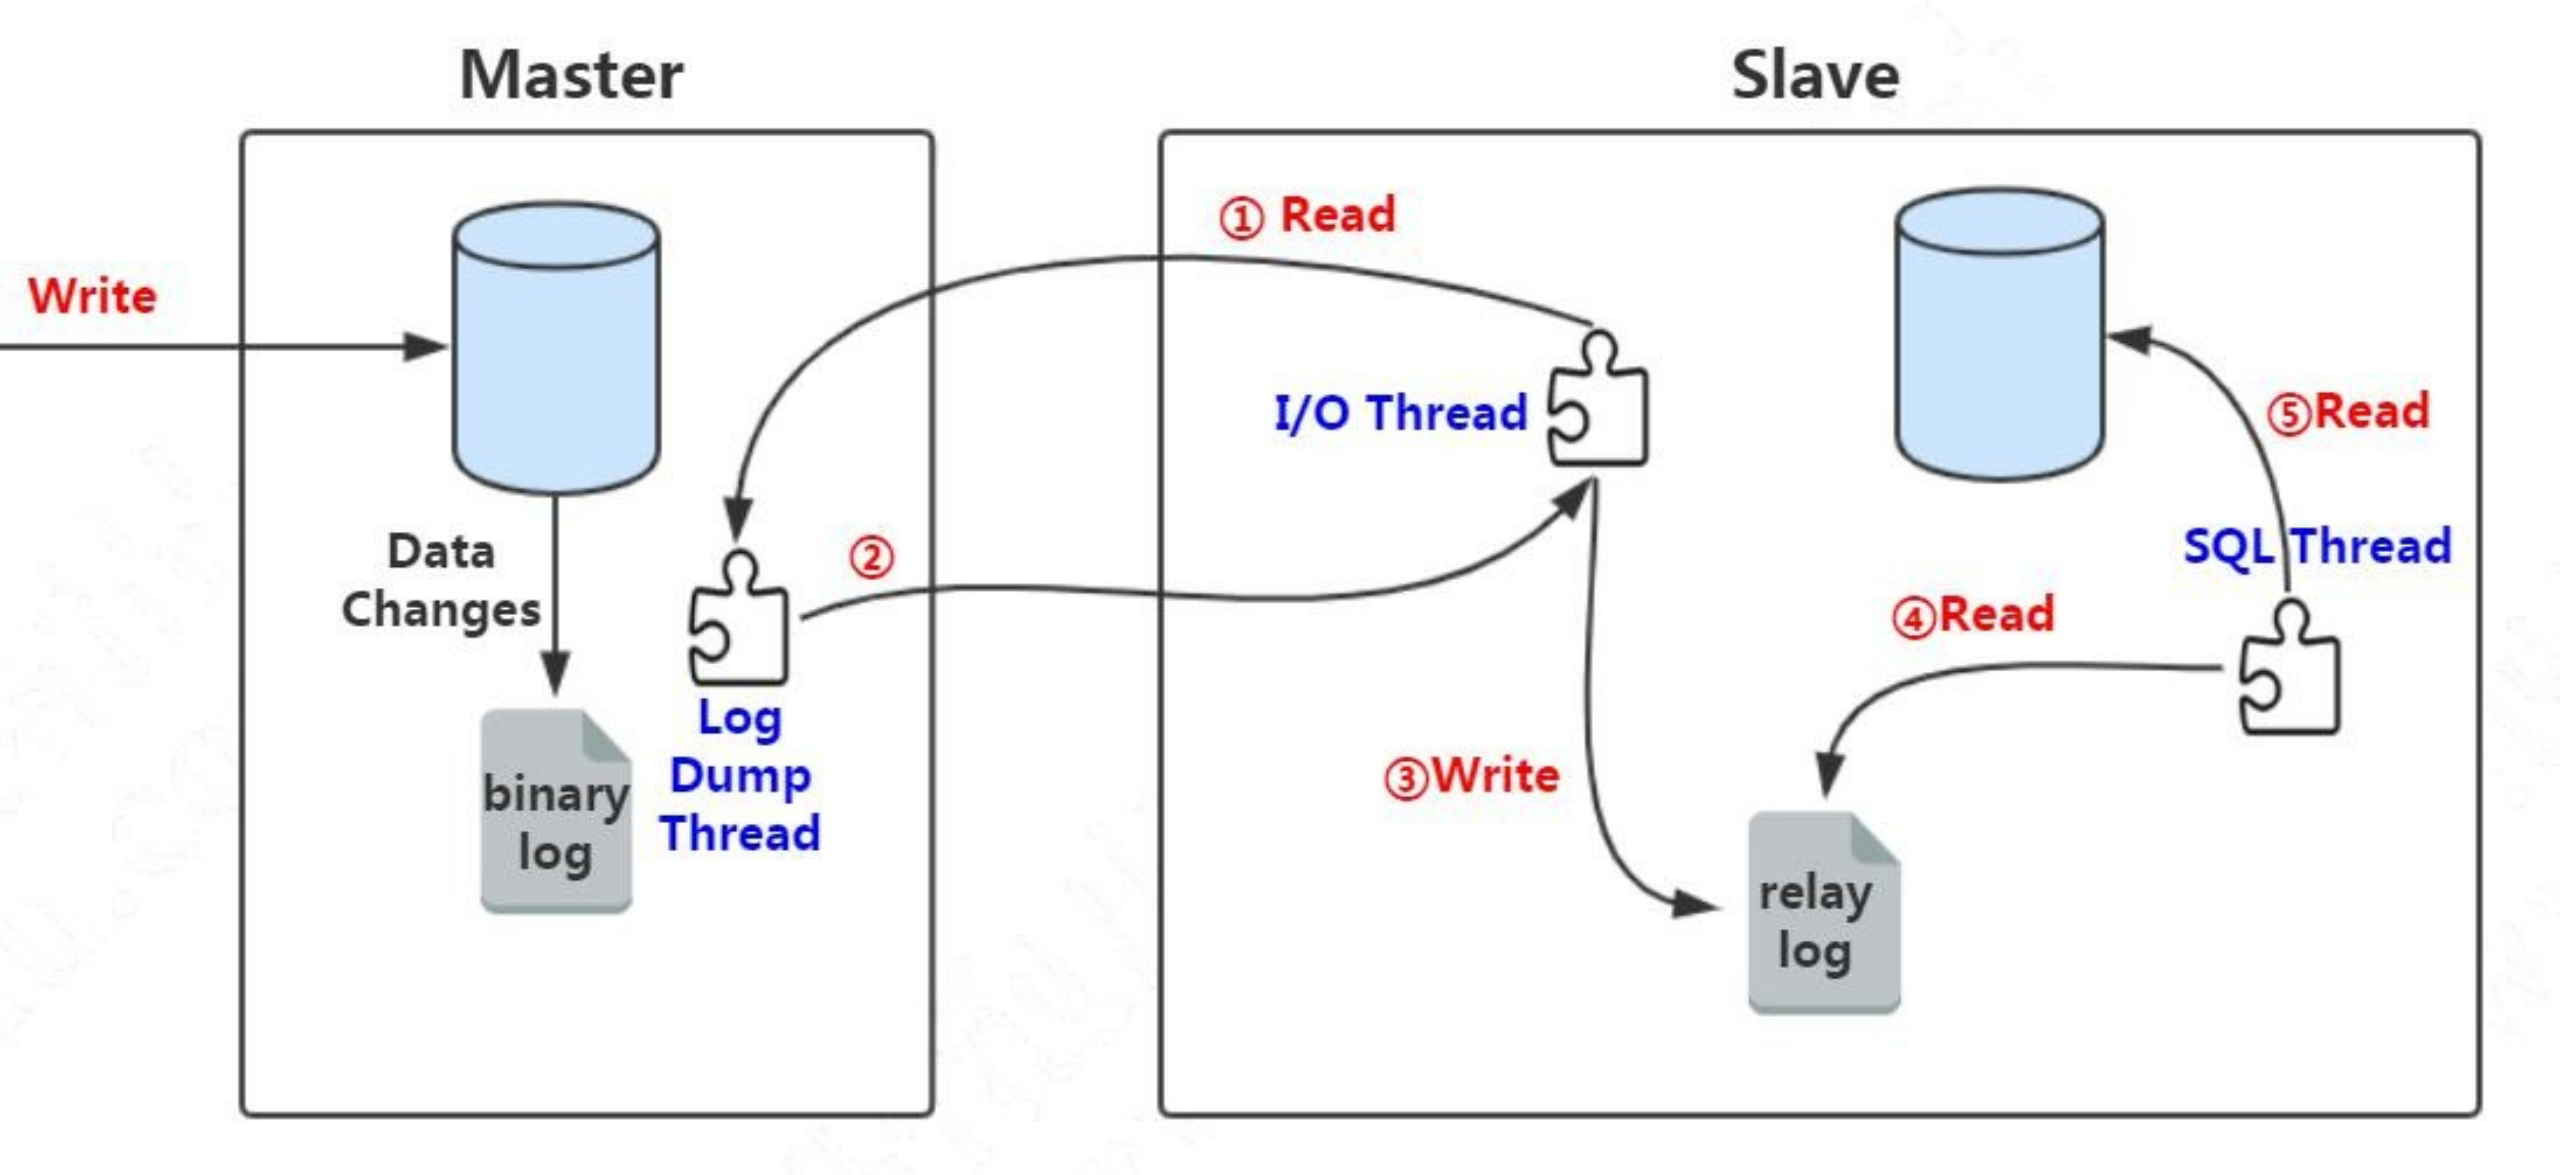 Master
Slave
Write
① Read
I/O Thread
⑤Read
Data
Changes
②
SQL Thread
④Read
Log
Dump
Thread
binary
log
③Write
relay
log